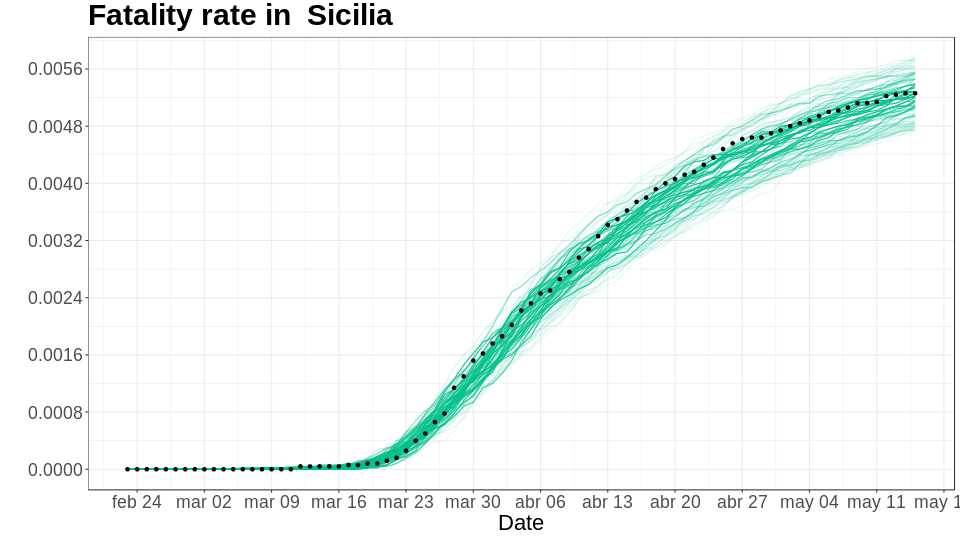 Fatality rate in  Sicilia
0.0056
0.0048
0.0040
0.0032
0.0024
0.0016
0.0008
0.0000
feb 24 mar 02 mar 09 mar 16 mar 23 mar 30 abr 06 abr 13 abr 20 abr 27 may 04 may 11 may 1
Date